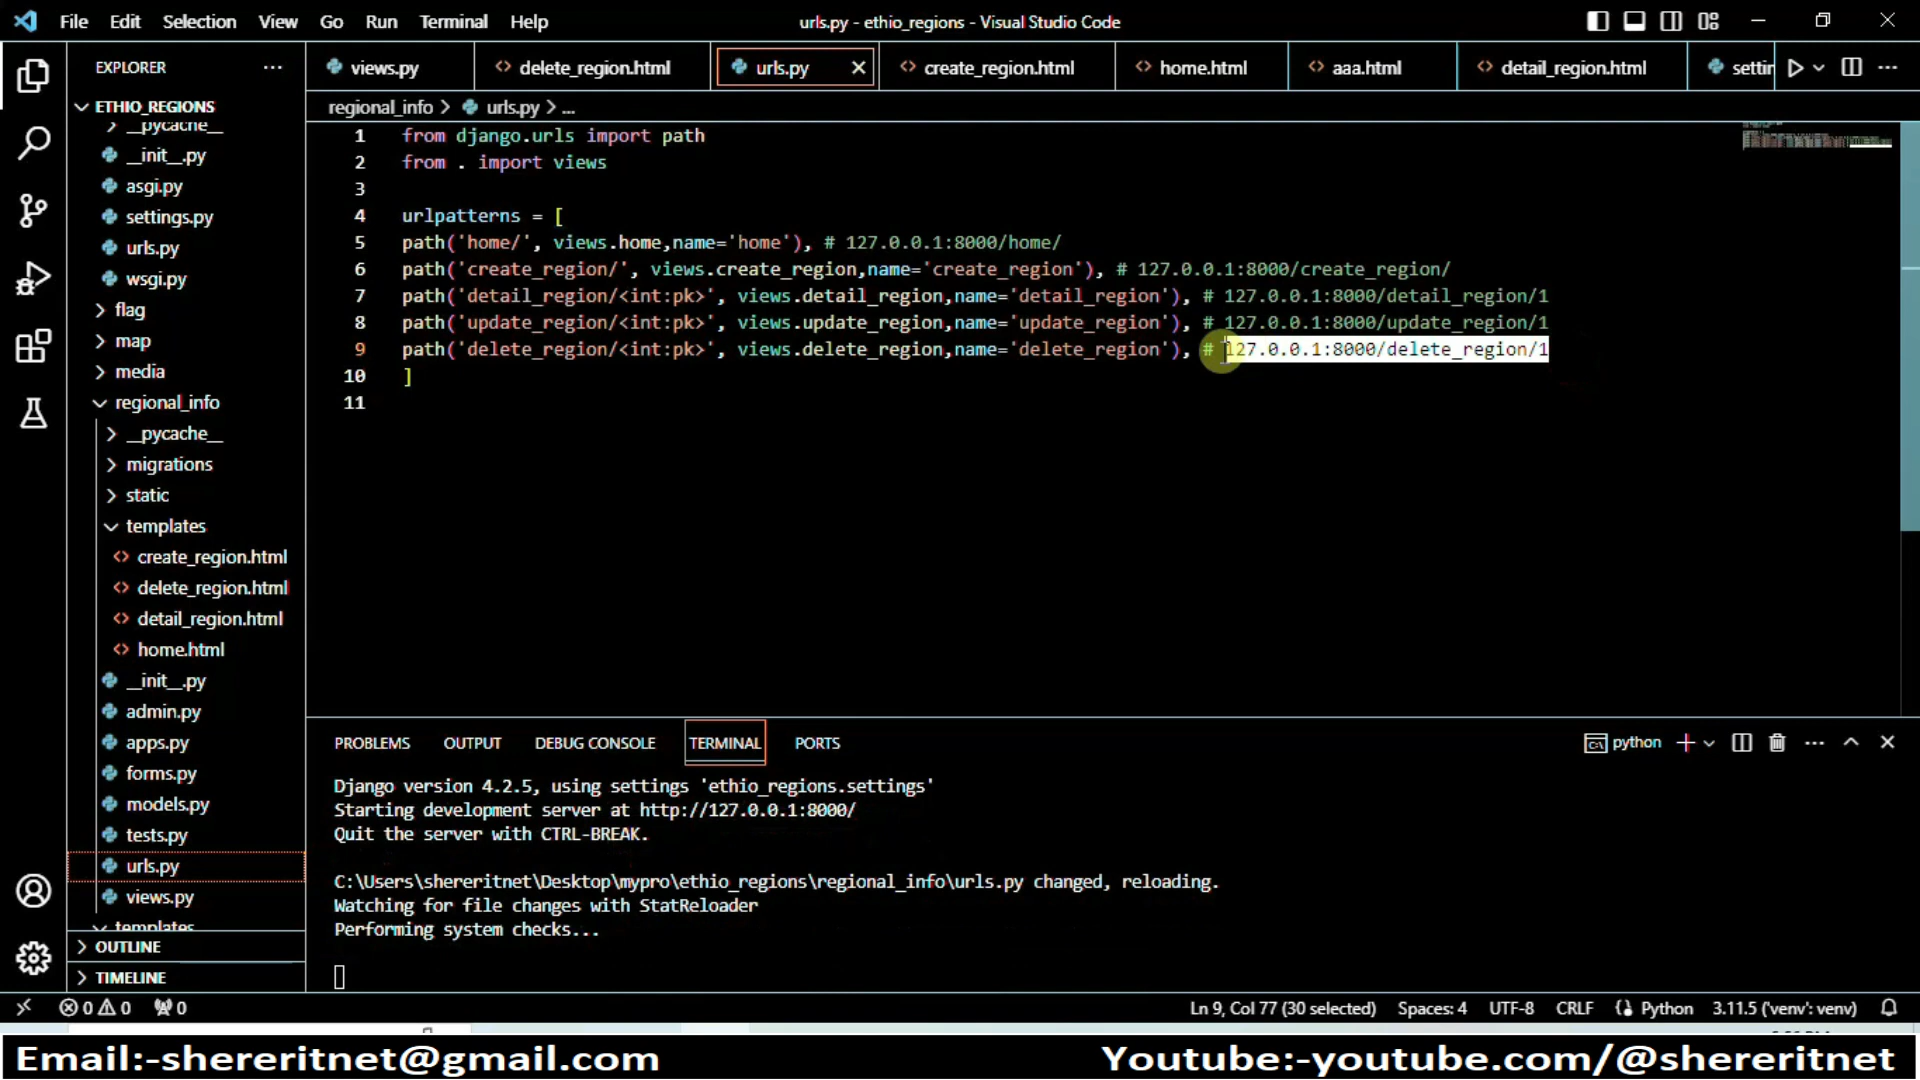 File Edit Selection View Go Run Terminal Help
urls.py - ethio_regions - Visual Studio Code
EXPLORER
views.py
delete_region.html
urls.py
create_region.html
home.html
aaa.html
detail_region.html
settin
ETHIO_REGIONS
__pycache__
__init__.py
asgi.py
settings.py
urls.py
wsgi.py
flag
map
media
regional_info
__pycache__
migrations
static
templates
create_region.html
delete_region.html
detail_region.html
home.html
__init__.py
admin.py
apps.py
forms.py
models.py
tests.py
urls.py
views.py
templates
OUTLINE
TIMELINE
regional_info > urls.py > ...
1 from django.urls import path
2 from . import views
3
4 urlpatterns = [
5 path('home/', views.home,name='home'), # 127.0.0.1:8000/home/
6 path('create_region/', views.create_region,name='create_region'), # 127.0.0.1:8000/create_region/
7 path('detail_region/<int:pk>', views.detail_region,name='detail_region'), # 127.0.0.1:8000/detail_region/1
8 path('update_region/<int:pk>', views.update_region,name='update_region'), # 127.0.0.1:8000/update_region/1
9 path('delete_region/<int:pk>', views.delete_region,name='delete_region'), # 127.0.0.1:8000/delete_region/1
10 ]
11
PROBLEMS OUTPUT DEBUG CONSOLE TERMINAL PORTS
python
Django version 4.2.5, using settings 'ethio_regions.settings'
Starting development server at http://127.0.0.1:8000/
Quit the server with CTRL-BREAK.
C:\Users\shereritnet\Desktop\mypro\ethio_regions\regional_info\urls.py changed, reloading.
Watching for file changes with StatReloader
Performing system checks...
0 0 0
Ln 9, Col 77 (30 selected) Spaces: 4 UTF-8 CRLF Python 3.11.5 ('venv': venv)
Email:-shereritnet@gmail.com
Youtube:-youtube.com/@shereritnet